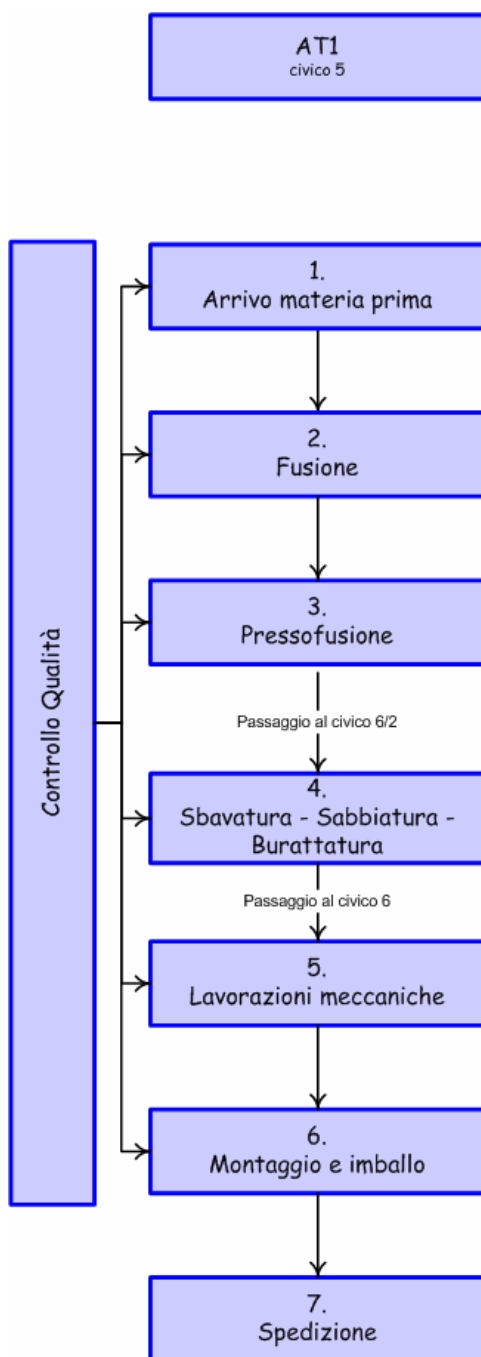 AT1
civico 5
1.
Arrivo materia prima
2.
Fusione
3.
Pressofusione
Controllo Qualità
Passaggio al civico 6/2
4.
Sbavatura - Sabbiatura -
Burattatura
Passaggio al civico 6
5.
Lavorazioni meccaniche
6.
Montaggio e imballo
7.
Spedizione